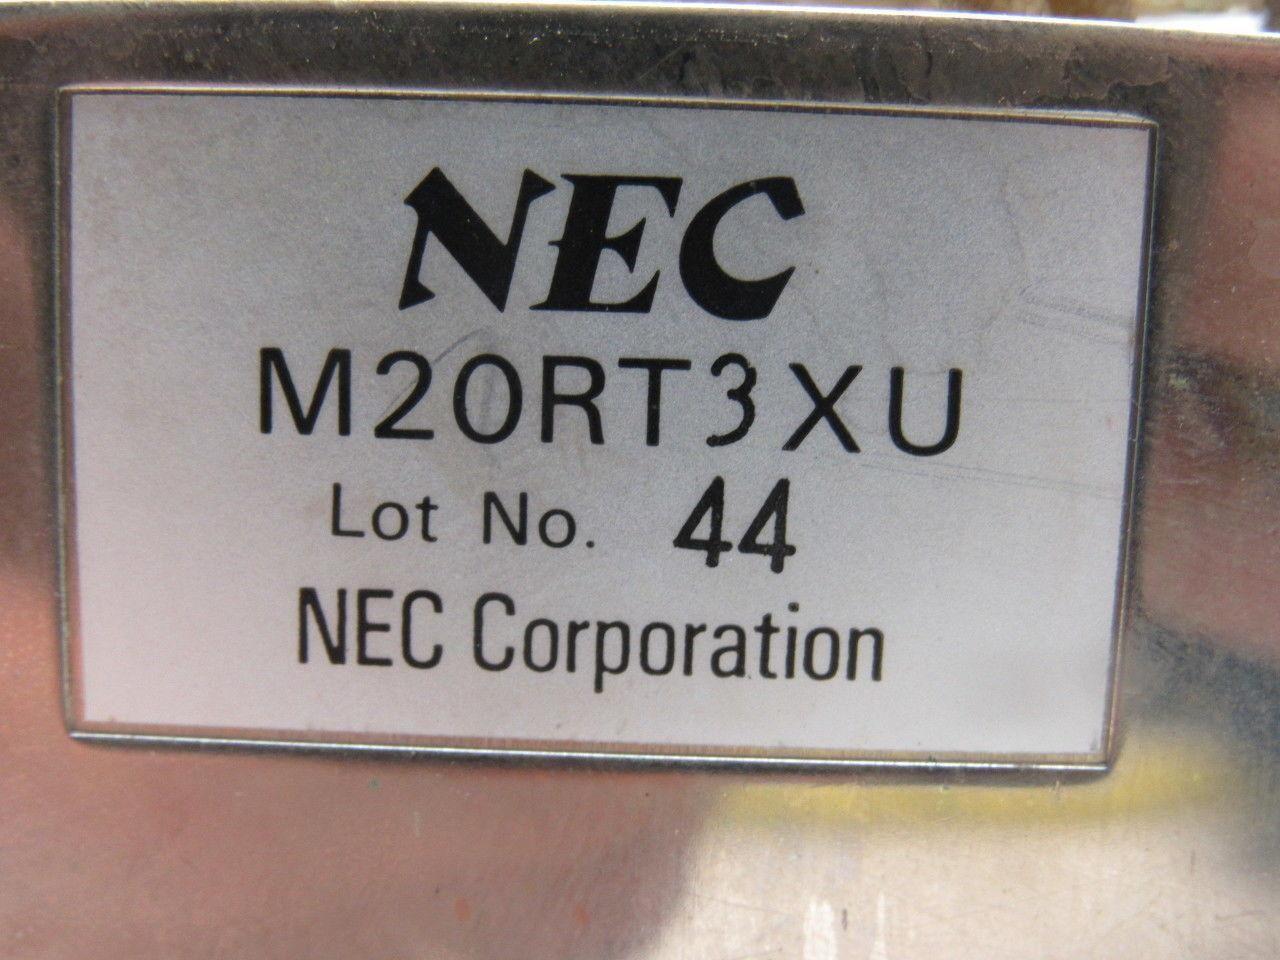 NEC
M20RT3XU
Lot No. 44
NEC Corporation